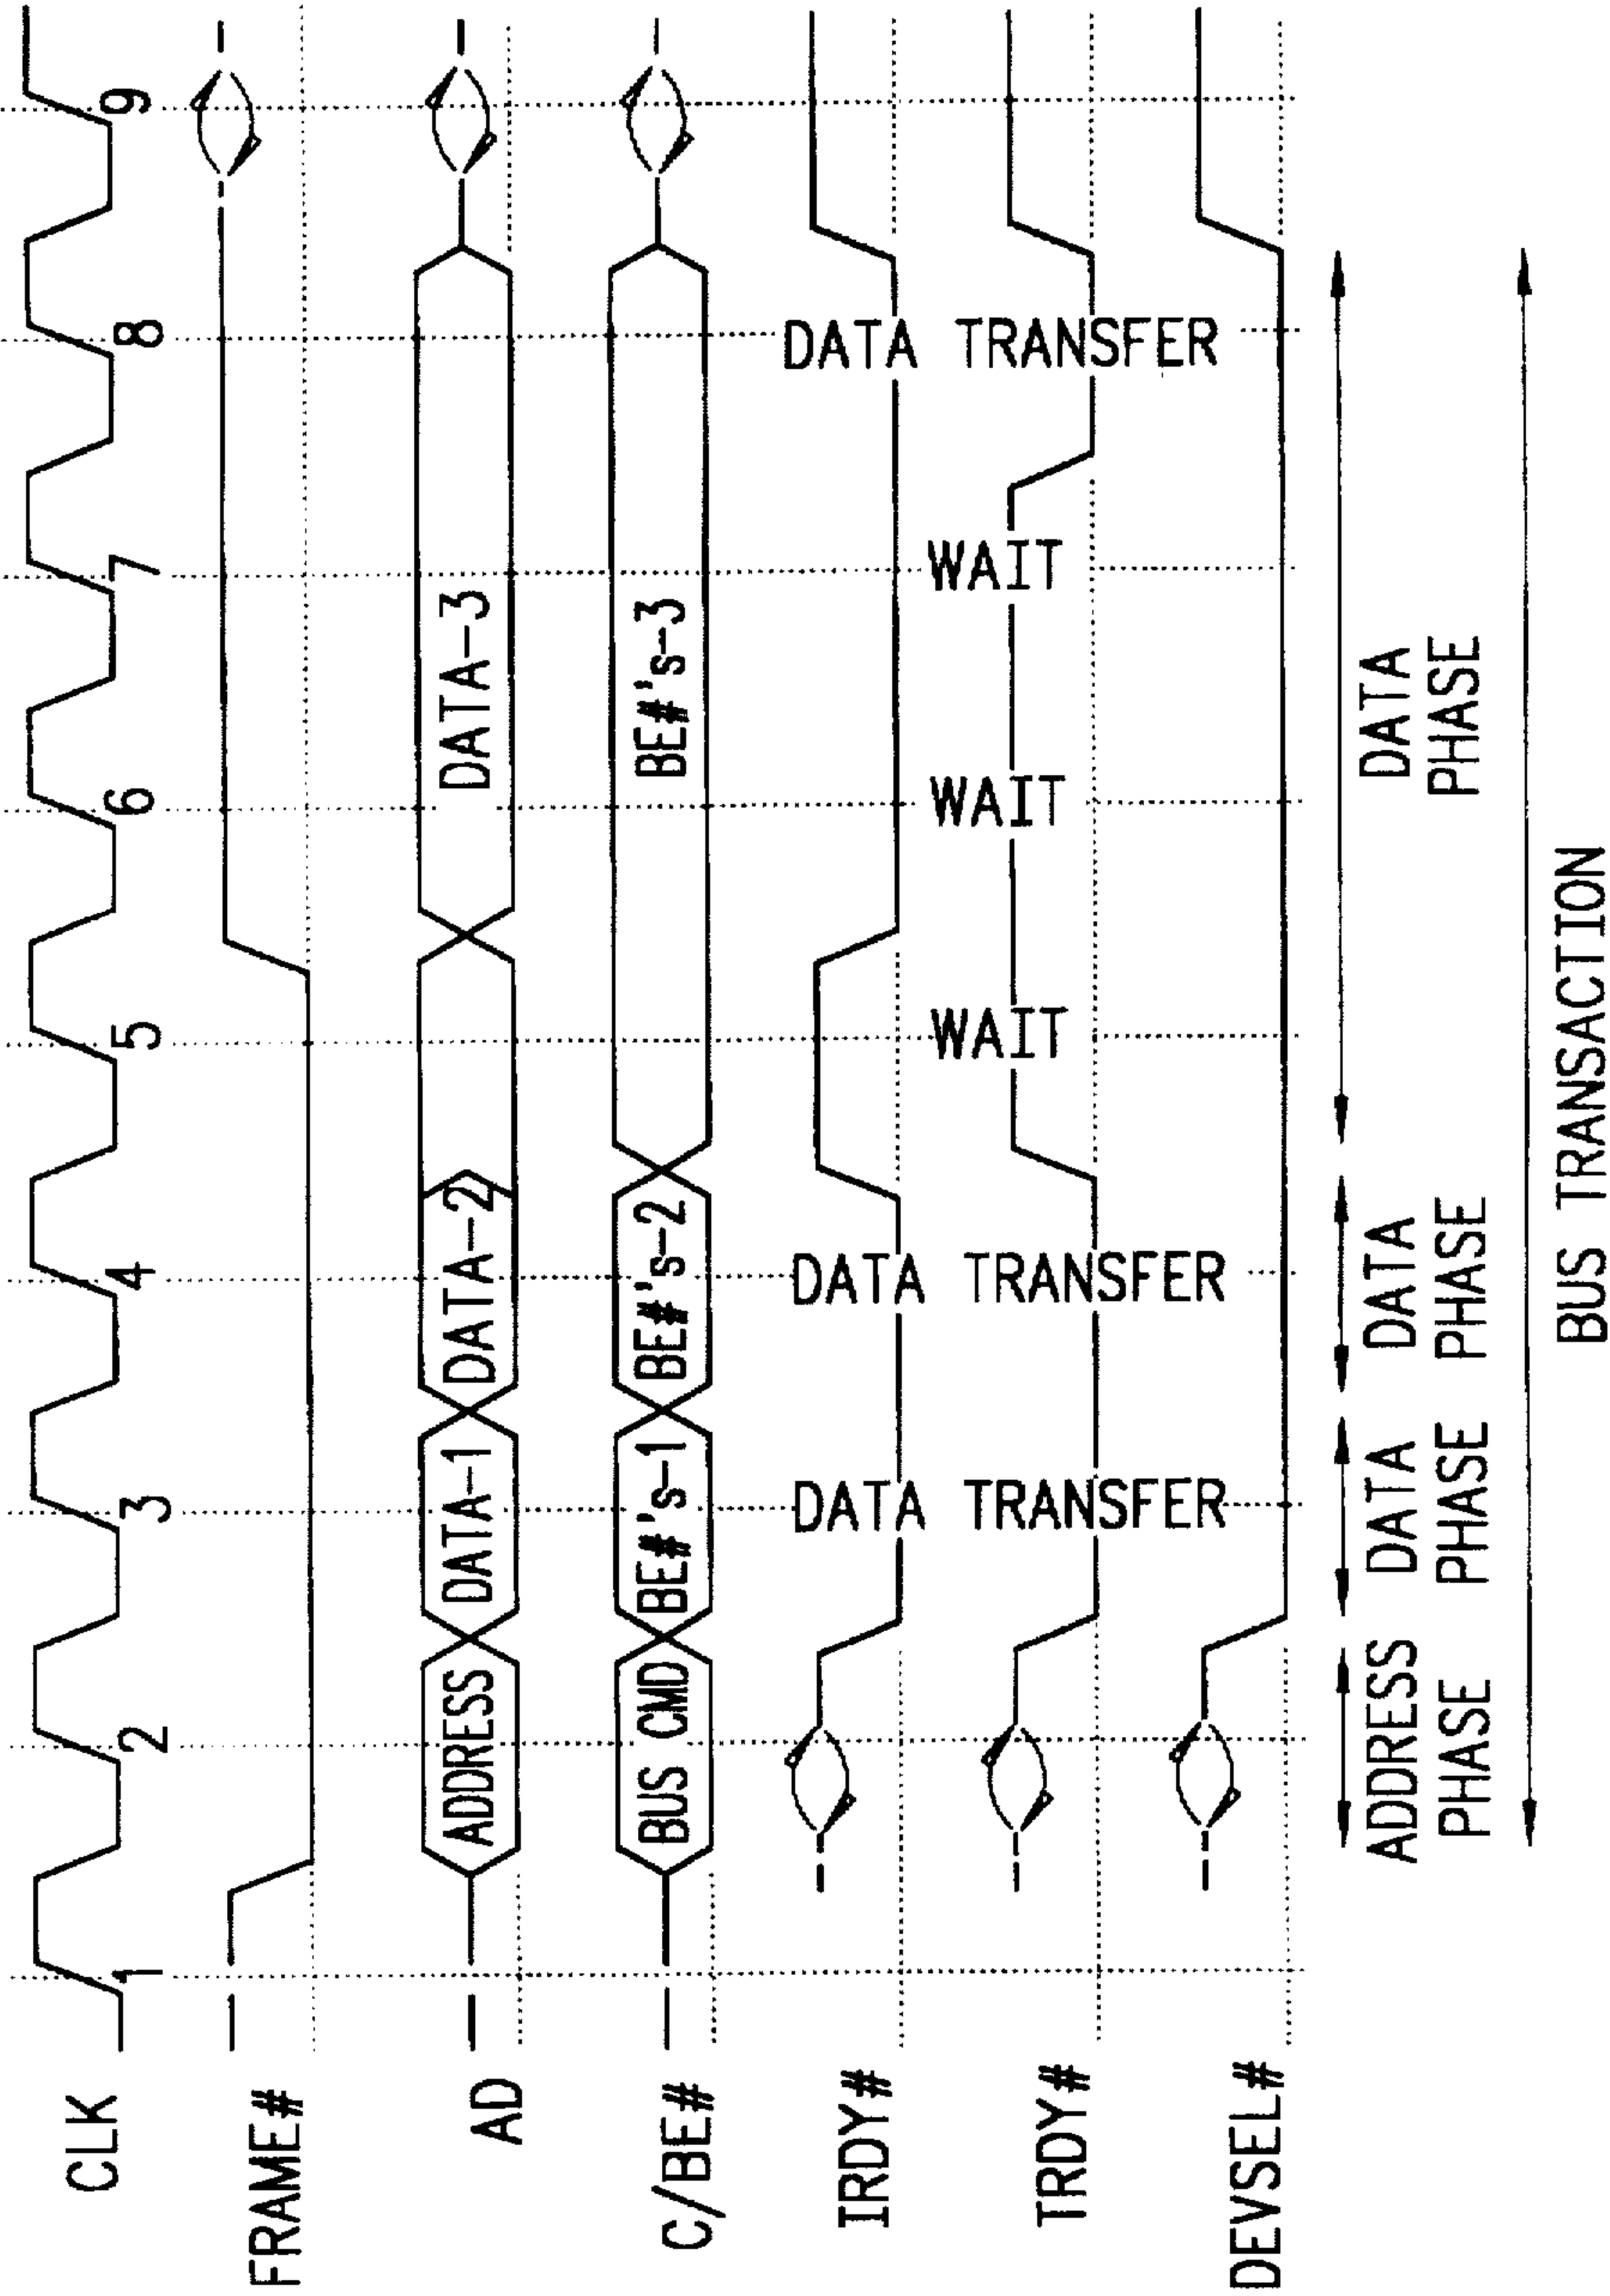 CLK
1 2 3 4 5 6 7 8 9
FRAME#
AD
ADDRESS DATA-1 DATA-2 DATA-3
C/BE#
BUS CMD BE#'s-1 BE#'s-2 BE#'s-3
IRDY#
TRDY#
DATA TRANSFER DATA TRANSFER WAIT WAIT WAIT DATA TRANSFER
DEVSEL#
ADDRESS PHASE
DATA PHASE
DATA PHASE
DATA PHASE
BUS TRANSACTION